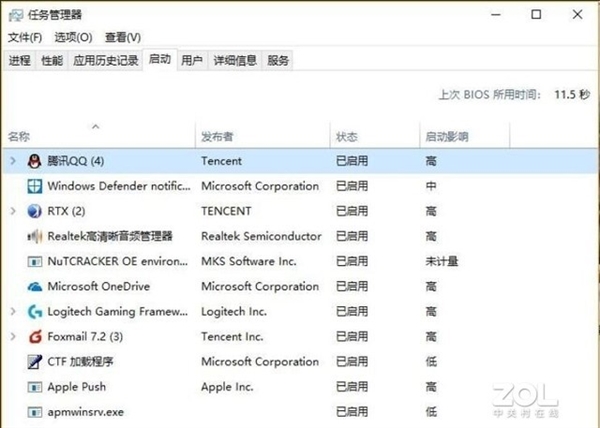 任务管理器
文件(F) 选项(O) 查看(V)
进程 性能 应用历史记录 启动 用户 详细信息 服务
上次 BIOS 所用时间: 11.5 秒
名称 发布者 状态 启动影响
腾讯QQ (4) Tencent 已启用 高
Windows Defender notific... Microsoft Corporation 已启用 中
RTX (2) TENCENT 已启用 高
Realtek高清晰音频管理器 Realtek Semiconductor 已启用 高
NuTCRACKER OE environ... MKS Software Inc. 已启用 未计量
Microsoft OneDrive Microsoft Corporation 已启用 高
Logitech Gaming Framew... Logitech Inc. 已启用 高
Foxmail 7.2 (3) Tencent Inc. 已启用 高
CTF 加载程序 Microsoft Corporation 已启用 低
Apple Push Apple Inc. 已启用 高
apmwinsrv.exe 已启用 低
ZOL
中关村在线